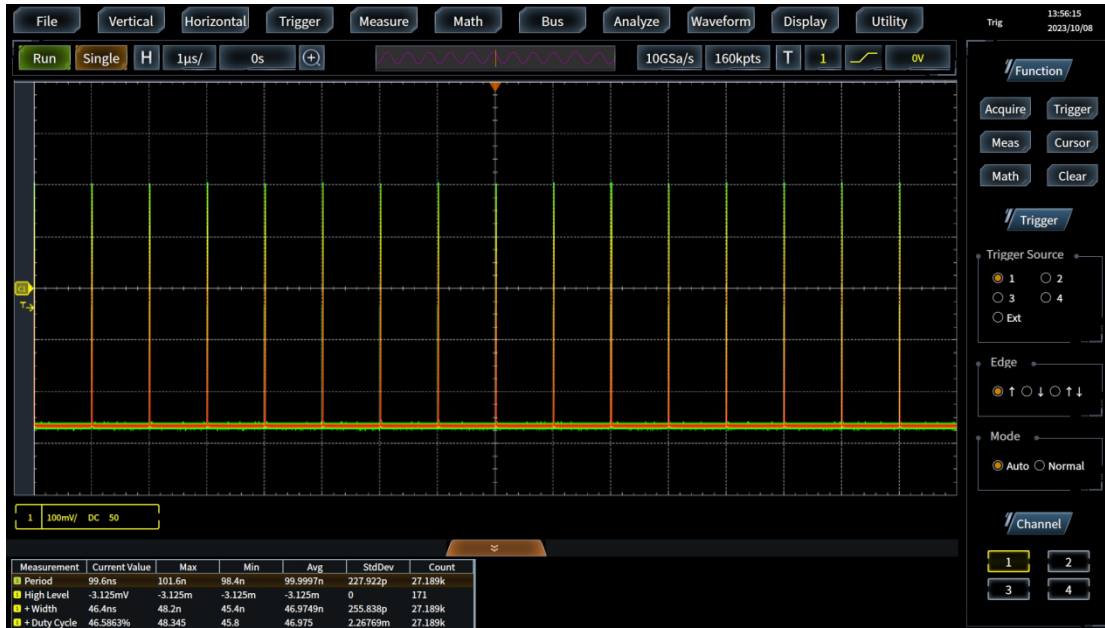 File Vertical Horizontal Trigger Measure Math Bus Analyze Waveform Display Utility Trig 13:56:15
2023/10/08
Run Single H 1μs/ 0s 10GSa/s 160kpts T 1 0V
Function
Acquire Trigger
Meas Cursor
Math Clear
Trigger
Trigger Source
1 2
3 4
Ext
C1
T
Edge
↑ ↓ ↑↓
Mode
Auto Normal
1 100mV/ DC 50
Channel
1 2
3 4
Measurement Current Value Max Min Avg StdDev Count
1 Period 99.6ns 101.6n 98.4n 99.9997n 227.922p 27.189k
1 High Level -3.125mV -3.125m -3.125m -3.125m 0 171
1 +Width 46.4ns 48.2n 45.4n 46.9749n 255.838p 27.189k
1 +Duty Cycle 46.5863% 48.345 45.8 46.975 2.26769m 27.189k